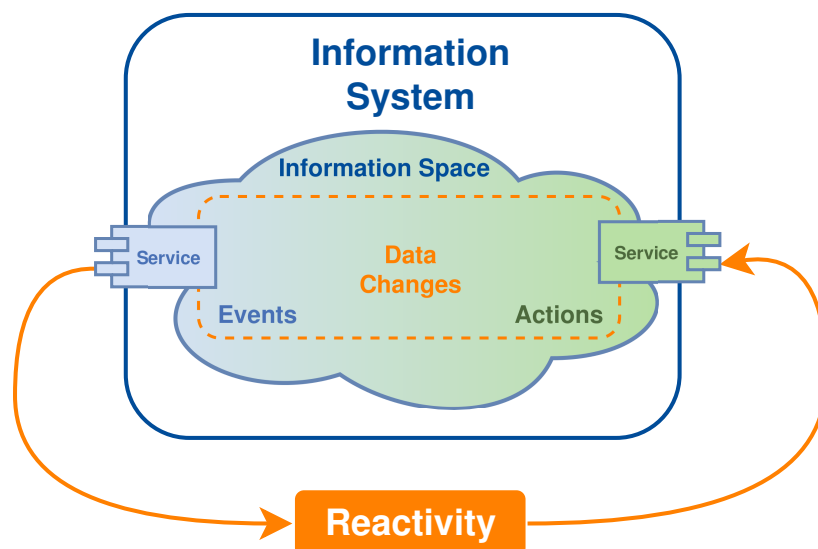 Information
System
Information Space
Service
Service
Data
Changes
Events
Actions
Reactivity